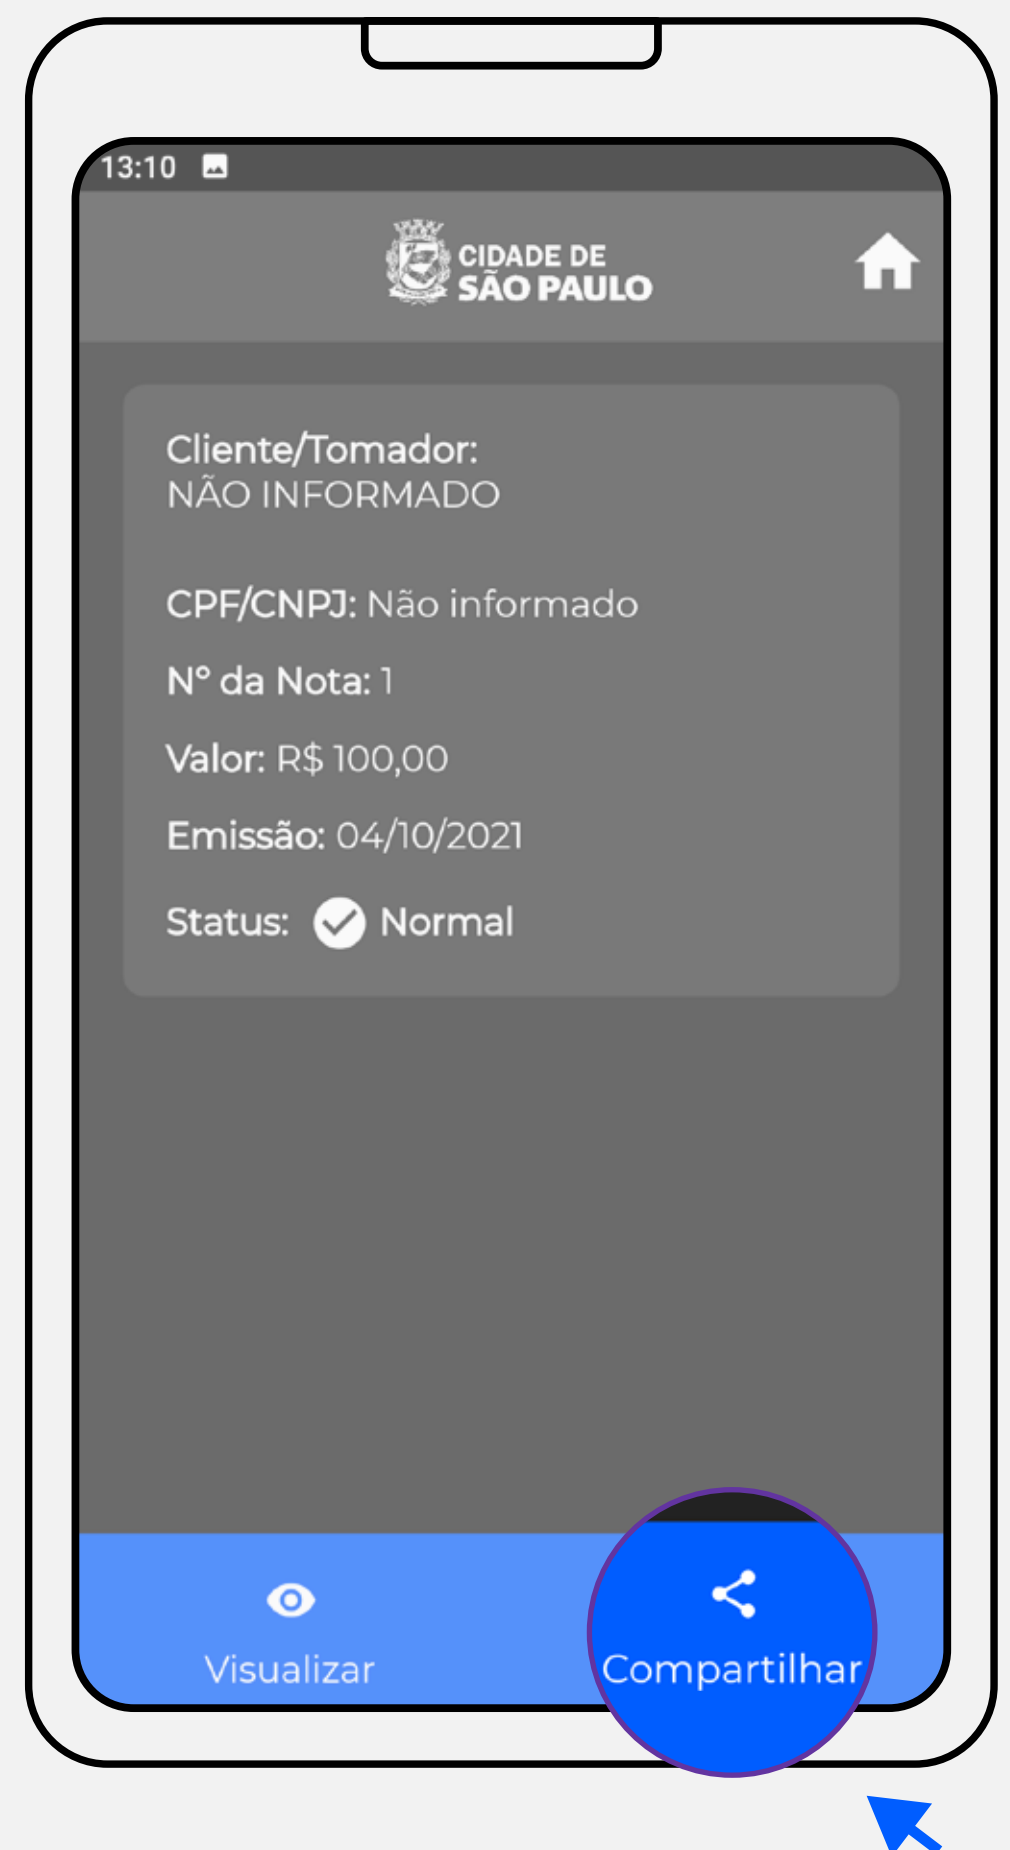 13:10
CIDADE DE
SÃO PAULO
Cliente/Tomador:
NÃO INFORMADO
CPF/CNPJ: Não informado
Nº da Nota: 1
Valor: R$ 100,00
Emissão: 04/10/2021
Status: Normal
Visualizar
Compartilhar